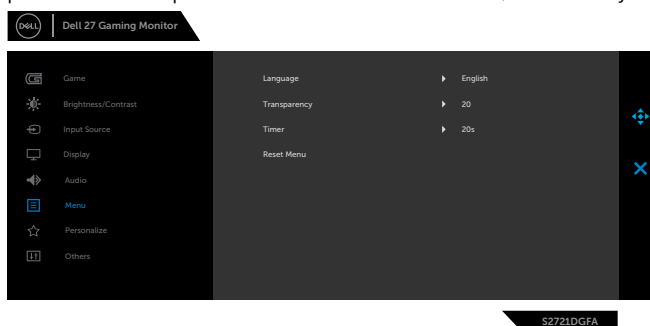 DELL
Dell 27 Gaming Monitor
Game
Language
English
Brightness/Contrast
Transparency
20
Input Source
Timer
20s
Display
Reset Menu
Audio
Menu
Personalize
Others
S2721DGFA